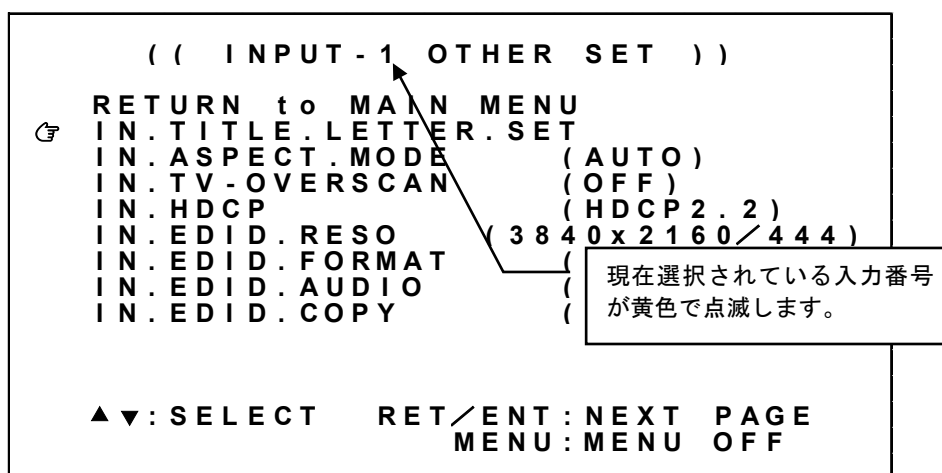 (( INPUT-1 OTHER SET ))
RETURN to MAIN MENU
☞ IN.TITLE.LETTER.SET
IN.ASPECT.MODE (AUTO)
IN.TV-OVERSCAN (OFF)
IN.HDCP (HDCP2.2)
IN.EDID.RESO (3840x2160/444)
IN.EDID.FORMAT (
IN.EDID.AUDIO (
IN.EDID.COPY (
現在選択されている入力番号
が黄色で点滅します。
▲▼:SELECT RET/ENT:NEXT PAGE
MENU:MENU OFF